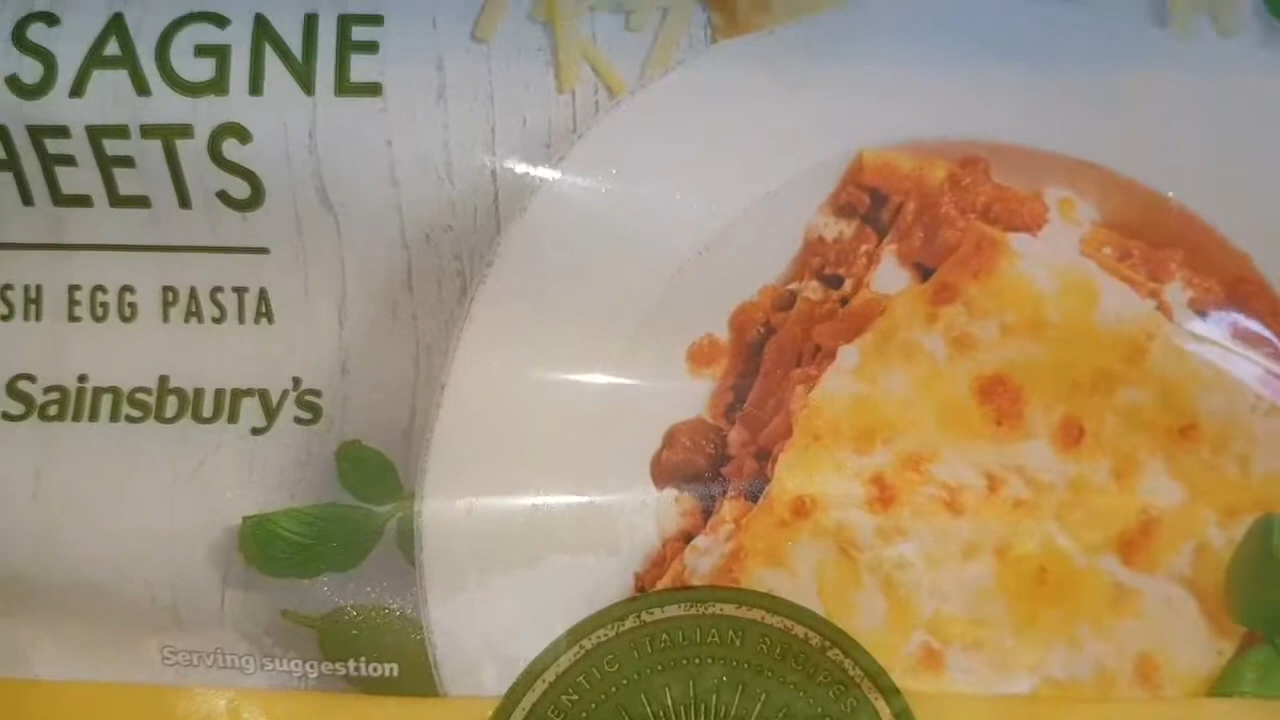 SAGNE
HEETS
SH EGG PASTA
Sainsbury's
Serving suggestion
ENTIC ITALIAN RECIPES